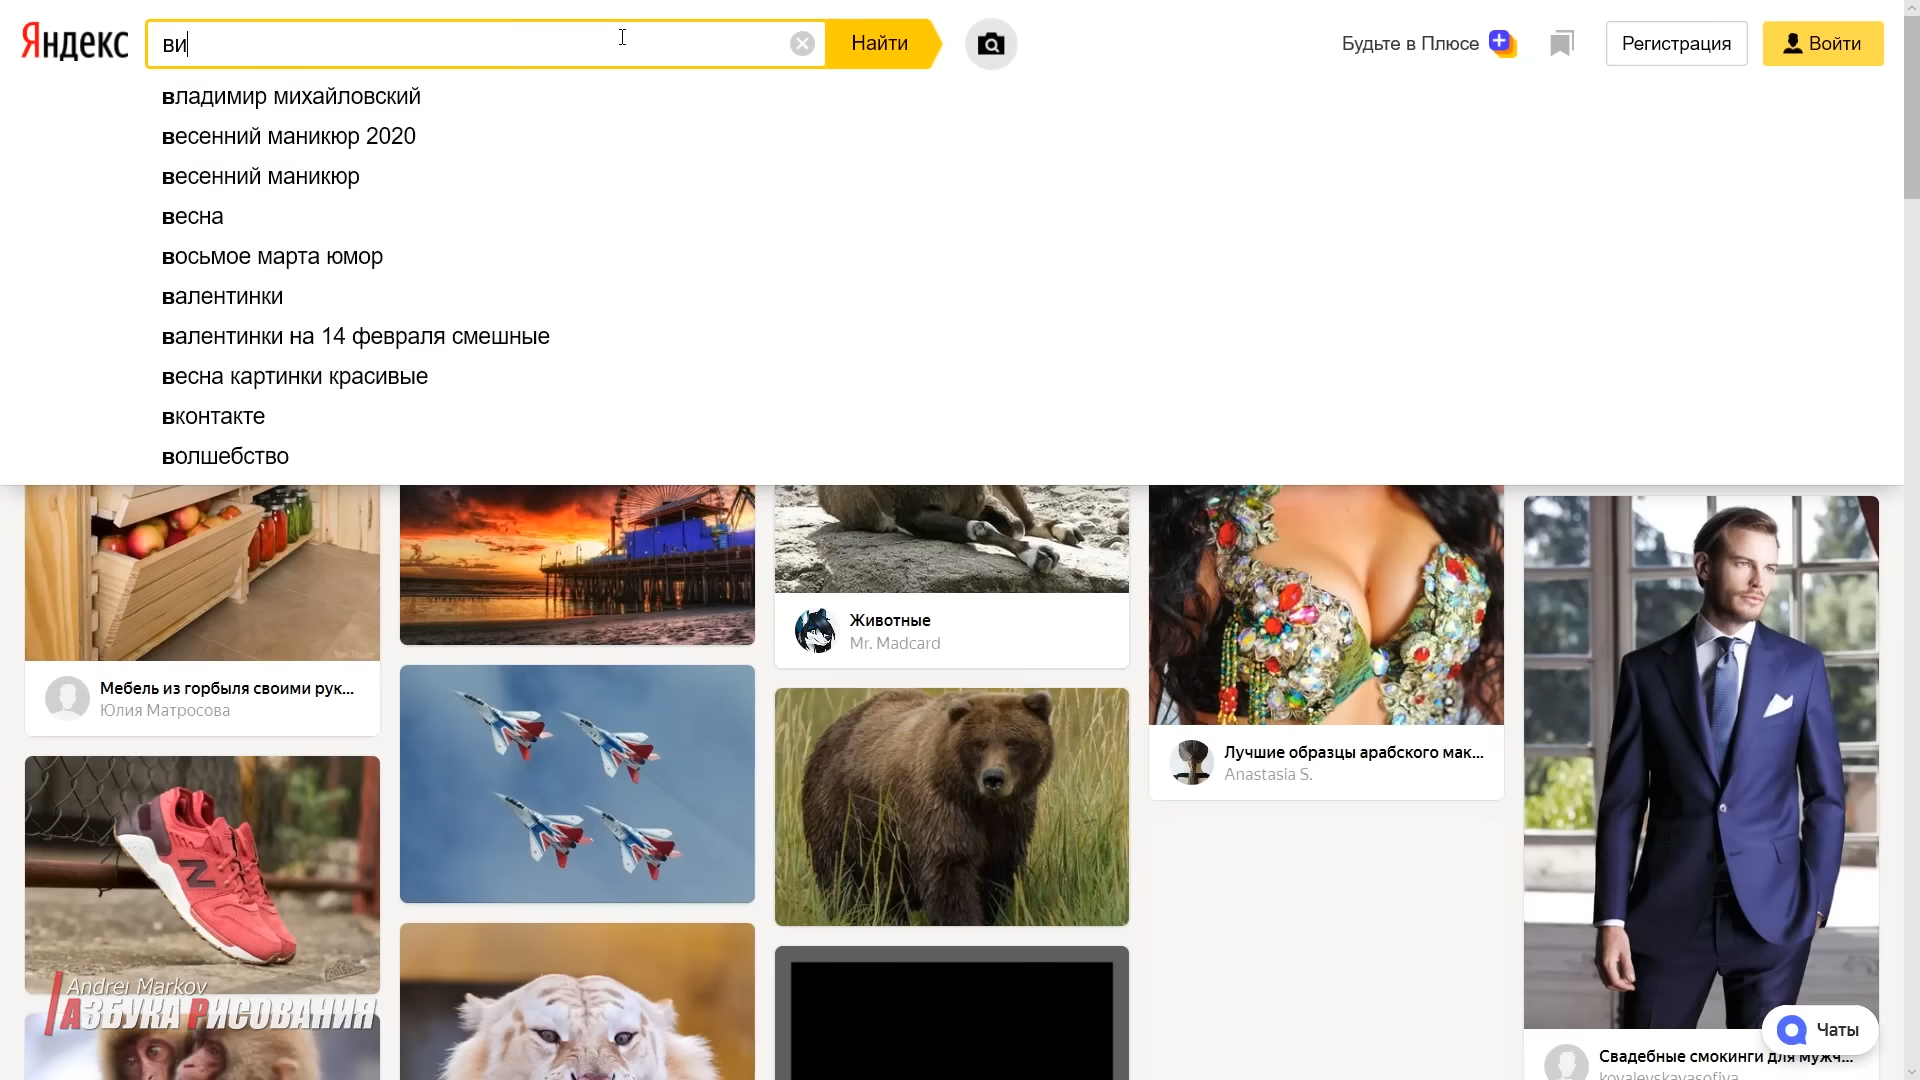 Яндекс
ви
Найти
Будьте в Плюсе
Регистрация
Войти
владимир михайловский
весенний маникюр 2020
весенний маникюр
весна
восьмое марта юмор
валентинки
валентинки на 14 февраля смешные
весна картинки красивые
вконтакте
волшебство
Животные
Mr. Madcard
Мебель из горбыля своими рук...
Юлия Матросова
Лучшие образцы арабского мак...
Anastasia S.
N
Andrei Markov
АЗБУКА РИСОВАНИЯ
Чаты
Свадебные смокинги для мужч...
kovalevskayasofiya